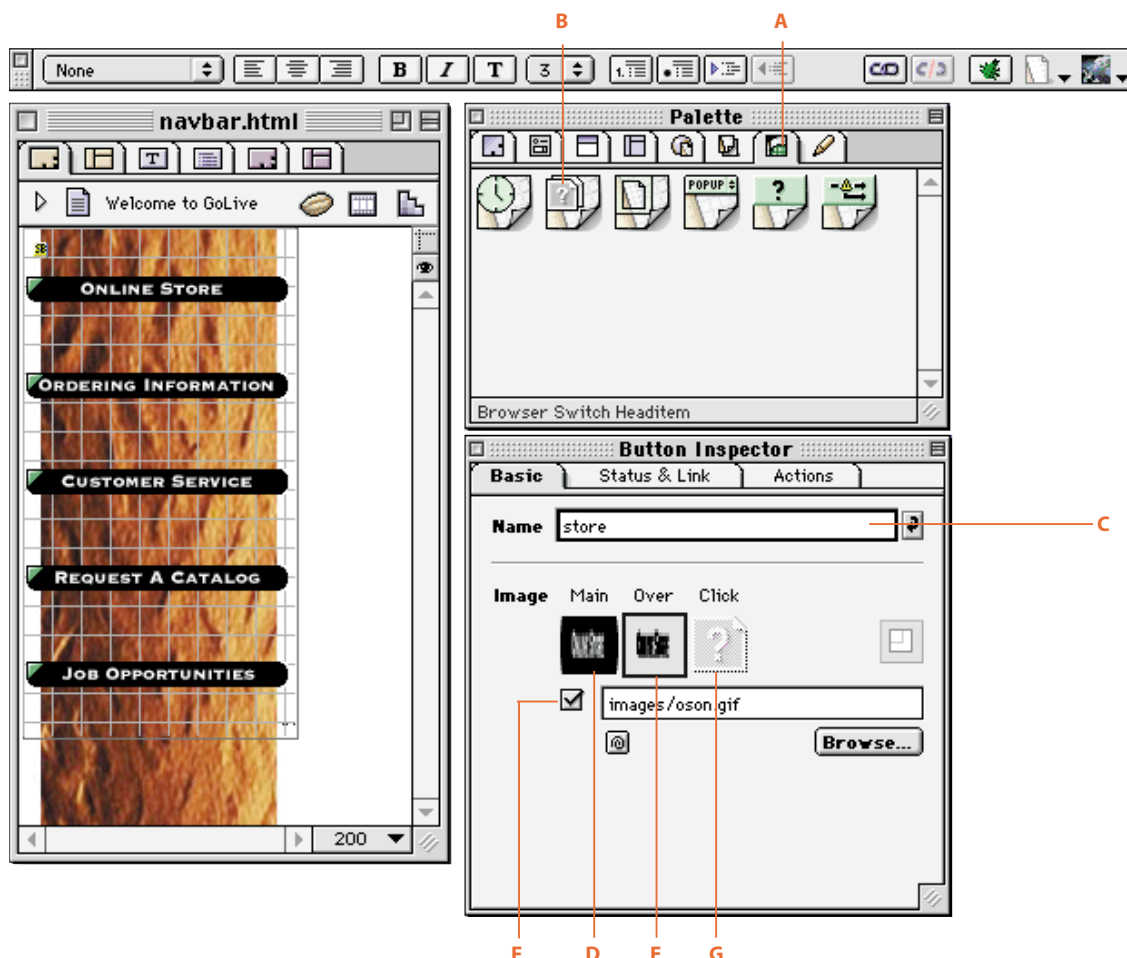 B A
None B I T 3
navbar.html
Welcome to GoLive
SB
ONLINE STORE
ORDERING INFORMATION
CUSTOMER SERVICE
REQUEST A CATALOG
JOB OPPORTUNITIES
200
Palette
POPUP
Browser Switch Headitem
Button Inspector
Basic Status & Link Actions
Name store C
Image Main Over Click
images/oson.gif
Browse...
E D F G